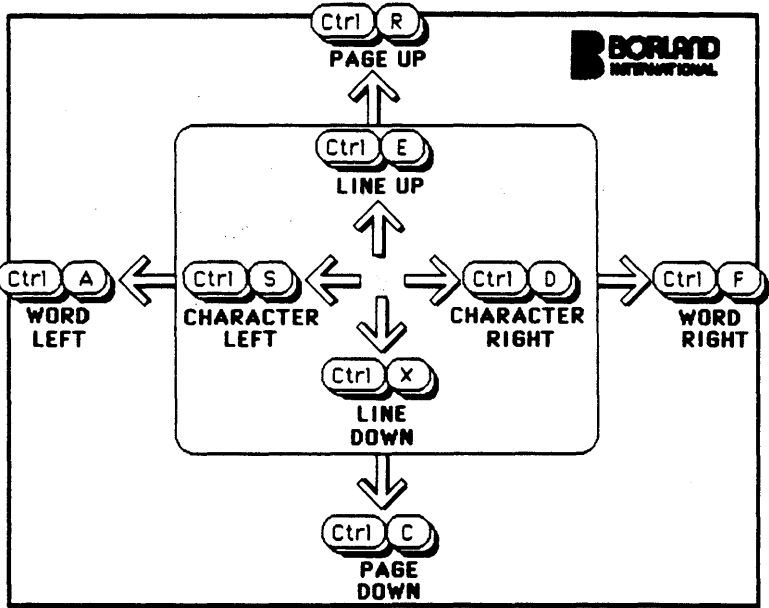 Ctrl R
PAGE UP
BORLAND
INTERNATIONAL
Ctrl E
LINE UP
Ctrl A
WORD
LEFT
Ctrl S
CHARACTER
LEFT
Ctrl D
CHARACTER
RIGHT
Ctrl F
WORD
RIGHT
Ctrl X
LINE
DOWN
Ctrl C
PAGE
DOWN